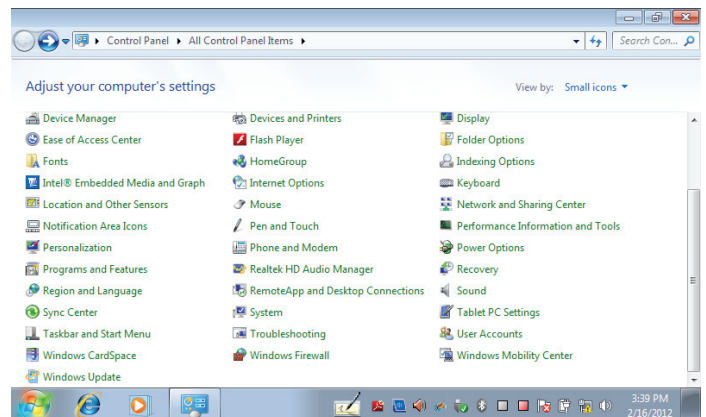 Control Panel ▸ All Control Panel Items ▸
Search Con...
Adjust your computer's settings
View by: Small icons
Device Manager
Devices and Printers
Display
Ease of Access Center
Flash Player
Folder Options
Fonts
HomeGroup
Indexing Options
Intel® Embedded Media and Graph
Internet Options
Keyboard
Location and Other Sensors
Mouse
Network and Sharing Center
Notification Area Icons
Pen and Touch
Performance Information and Tools
Personalization
Phone and Modem
Power Options
Programs and Features
Realtek HD Audio Manager
Recovery
Region and Language
RemoteApp and Desktop Connections
Sound
Sync Center
System
Tablet PC Settings
Taskbar and Start Menu
Troubleshooting
User Accounts
Windows CardSpace
Windows Firewall
Windows Mobility Center
Windows Update
3:39 PM
2/16/2012